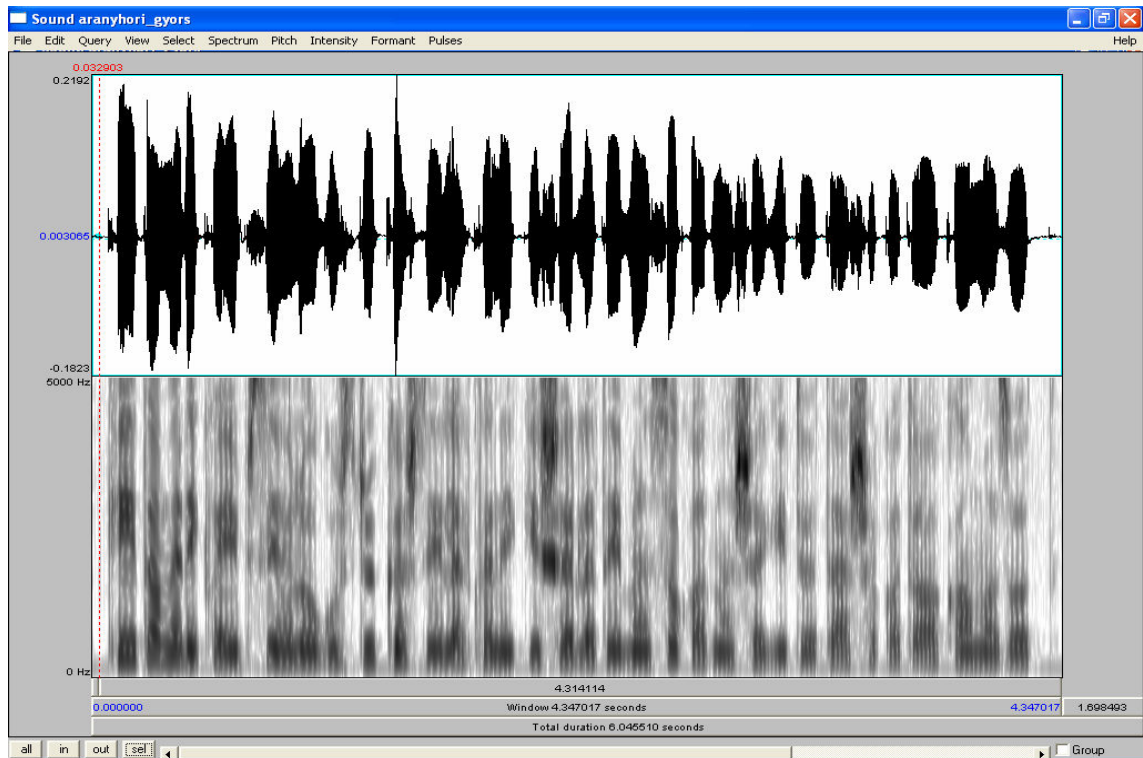 Sound aranyhori_gyors
File Edit Query View Select Spectrum Pitch Intensity Formant Pulses Help
0.032903
0.2192
0.003065
-0.1823
5000 Hz
0 Hz
4.314114
0.000000 Window 4.347017 seconds 4.347017 1.698493
Total duration 6.045510 seconds
all in out sel Group